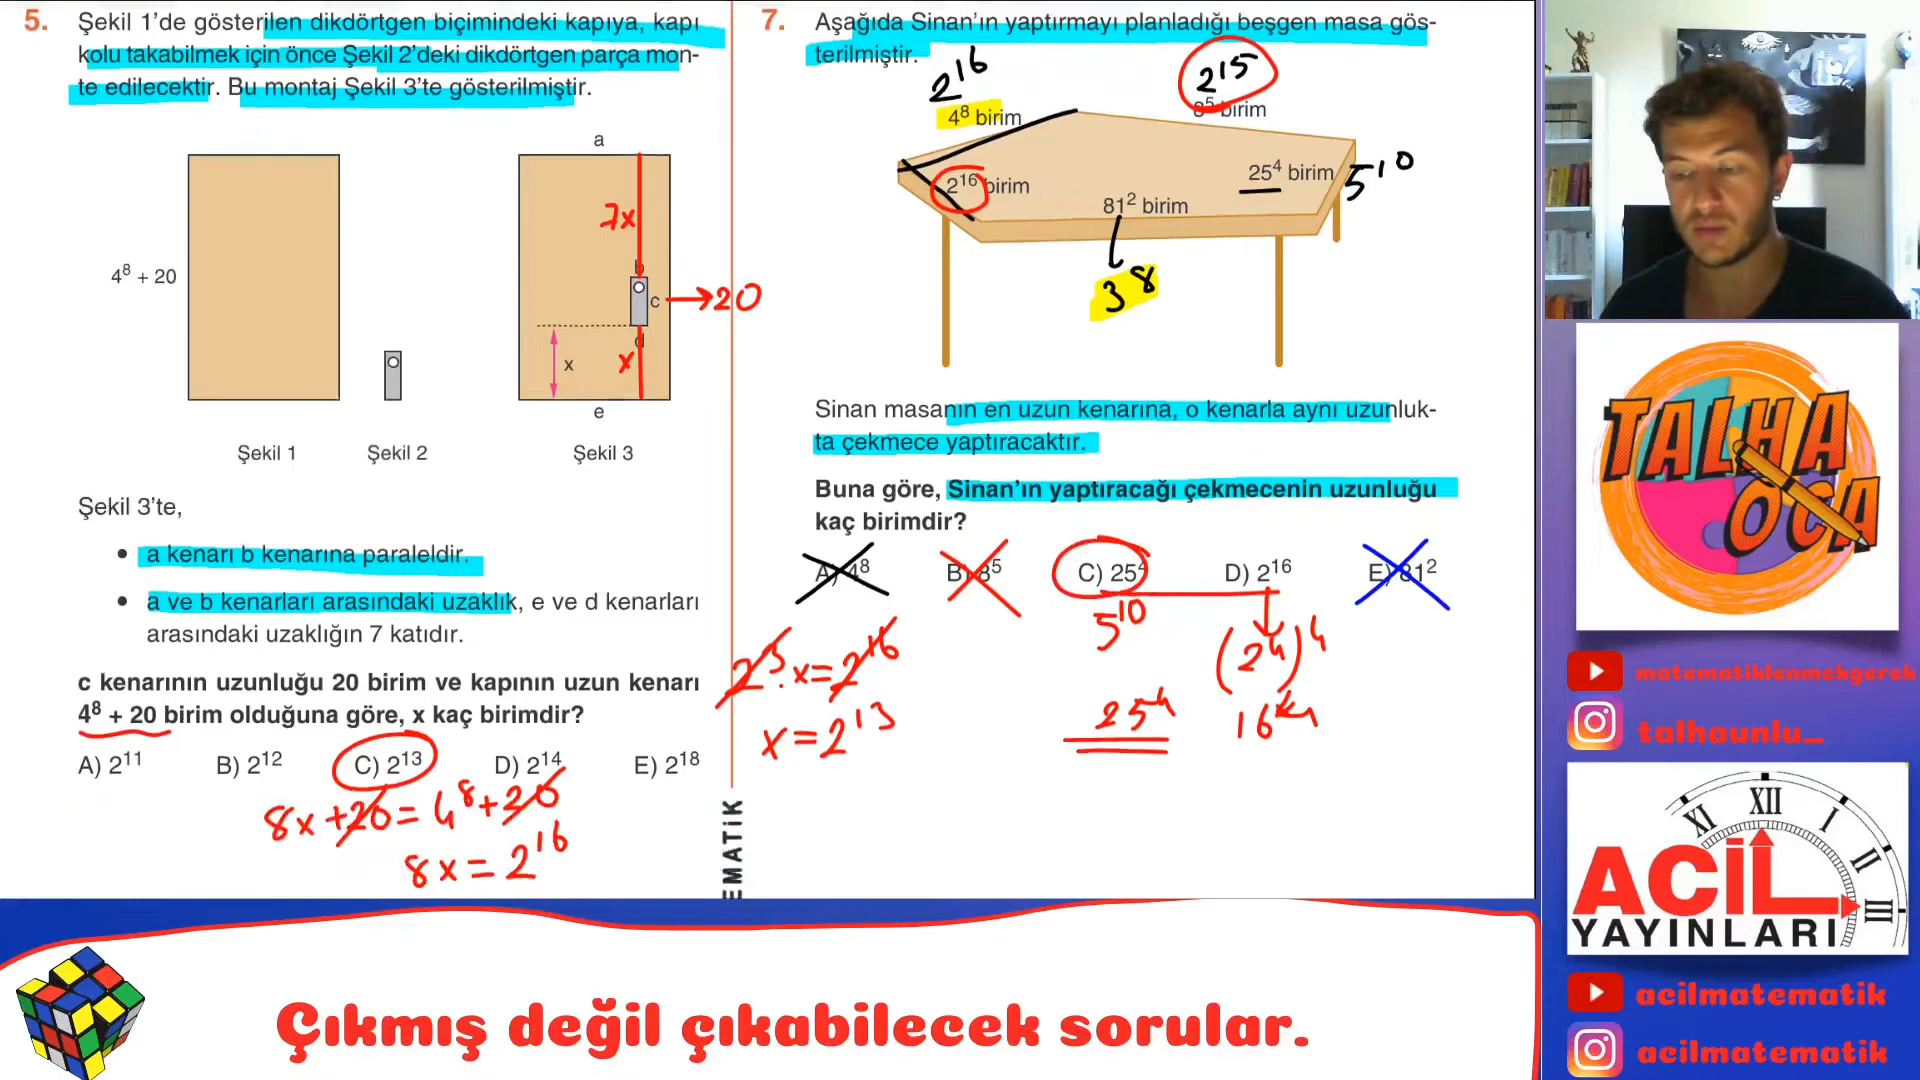 5. Şekil 1'de gösterilen dikdörtgen biçimindeki kapıya, kapı
kolu takabilmek için önce Şekil 2'deki dikdörtgen parça mon-
te edilecektir. Bu montaj Şekil 3'te gösterilmiştir.
a
7x
b
4⁸ + 20
c → 20
d
x
x
e
Şekil 1
Şekil 2
Şekil 3
Şekil 3'te,
• a kenarı b kenarına paraleldir.
• a ve b kenarları arasındaki uzaklık, e ve d kenarları
arasındaki uzaklığın 7 katıdır.
c kenarının uzunluğu 20 birim ve kapının uzun kenarı
4⁸ + 20 birim olduğuna göre, x kaç birimdir?
A) 2¹¹ B) 2¹² C) 2¹³ D) 2¹⁴ E) 2¹⁸
8x + 20 = 4⁸ + 20
8x = 2¹⁶
2³ . x = 2¹⁶
x = 2¹³
EMATİK
7. Aşağıda Sinan'ın yaptırmayı planladığı beşgen masa gös-
terilmiştir.
2¹⁶
2¹⁵
4⁸ birim
8⁵ birim
5¹⁰
25⁴ birim
2¹⁶ birim
81² birim
3⁸
Sinan masanın en uzun kenarına, o kenarla aynı uzunluk-
ta çekmece yaptıracaktır.
Buna göre, Sinan'ın yaptıracağı çekmecenin uzunluğu
kaç birimdir?
A) 4⁸ B) 8⁵ C) 25⁴ D) 2¹⁶ E) 81²
5¹⁰
(2⁴)⁴
25⁴
16⁴
TALHA
OCA
matematiklenmekgerek
talhaunlu_
XI XII I II III
ACİL
YAYINLARI
acilmatematik
acilmatematik
Çıkmış değil çıkabilecek sorular.